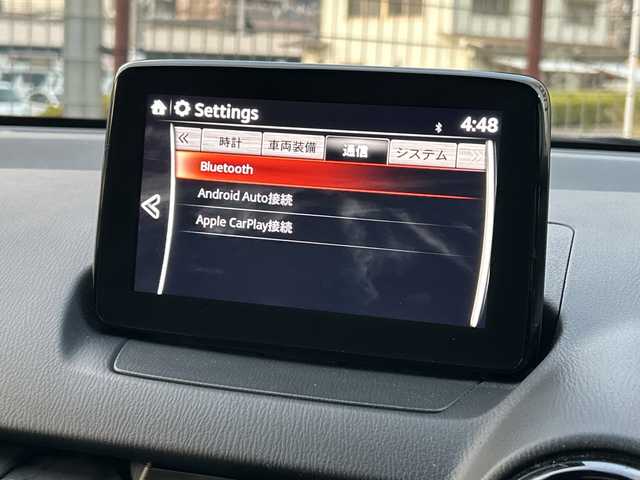 Settings
4:48
時計 車両装備 通信 システム
Bluetooth
Android Auto接続
Apple CarPlay接続